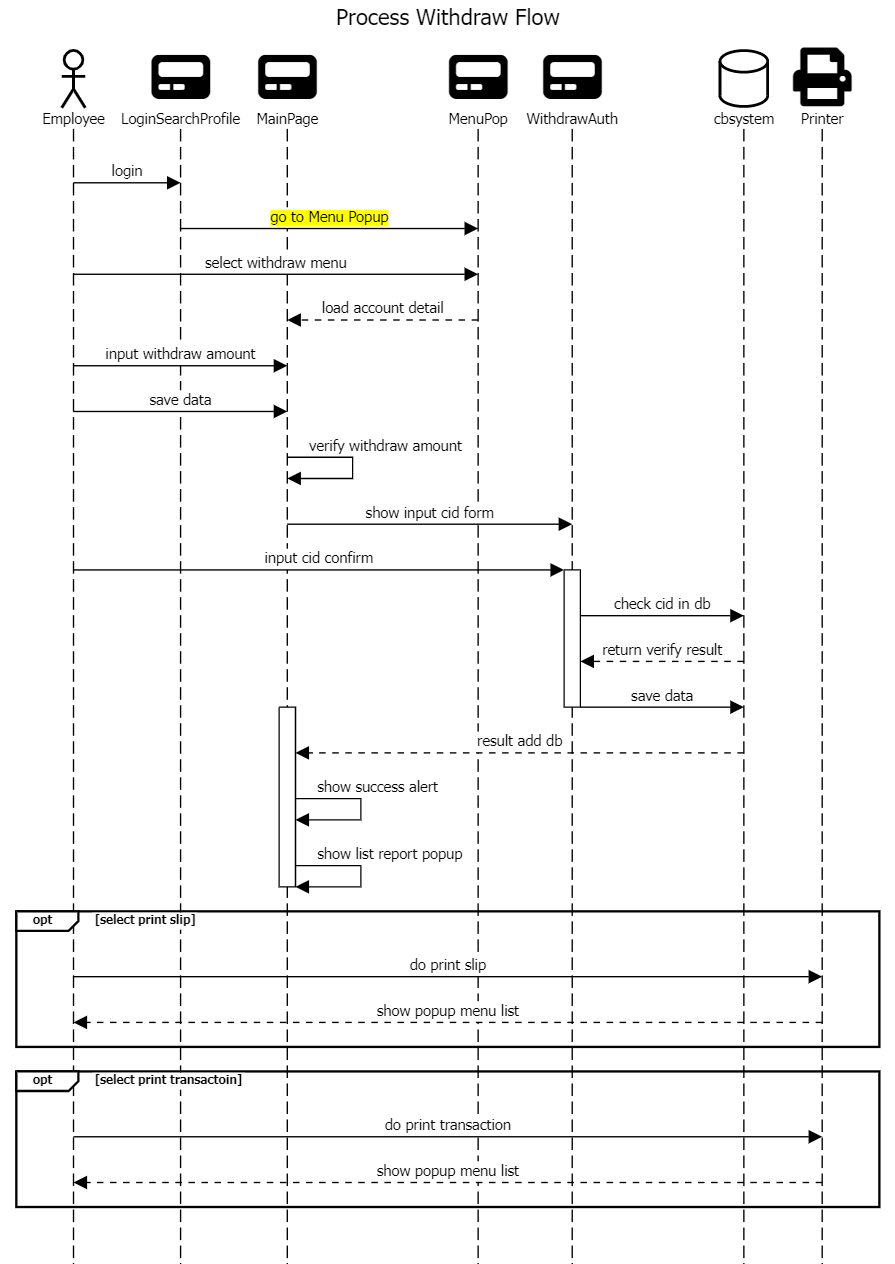 Process Withdraw Flow
Employee
LoginSearchProfile
MainPage
MenuPop
WithdrawAuth
cbsystem
Printer
login
go to Menu Popup
select withdraw menu
load account detail
input withdraw amount
save data
verify withdraw amount
show input cid form
input cid confirm
check cid in db
return verify result
save data
result add db
show success alert
show list report popup
opt
[select print slip]
do print slip
show popup menu list
opt
[select print transactoin]
do print transaction
show popup menu list